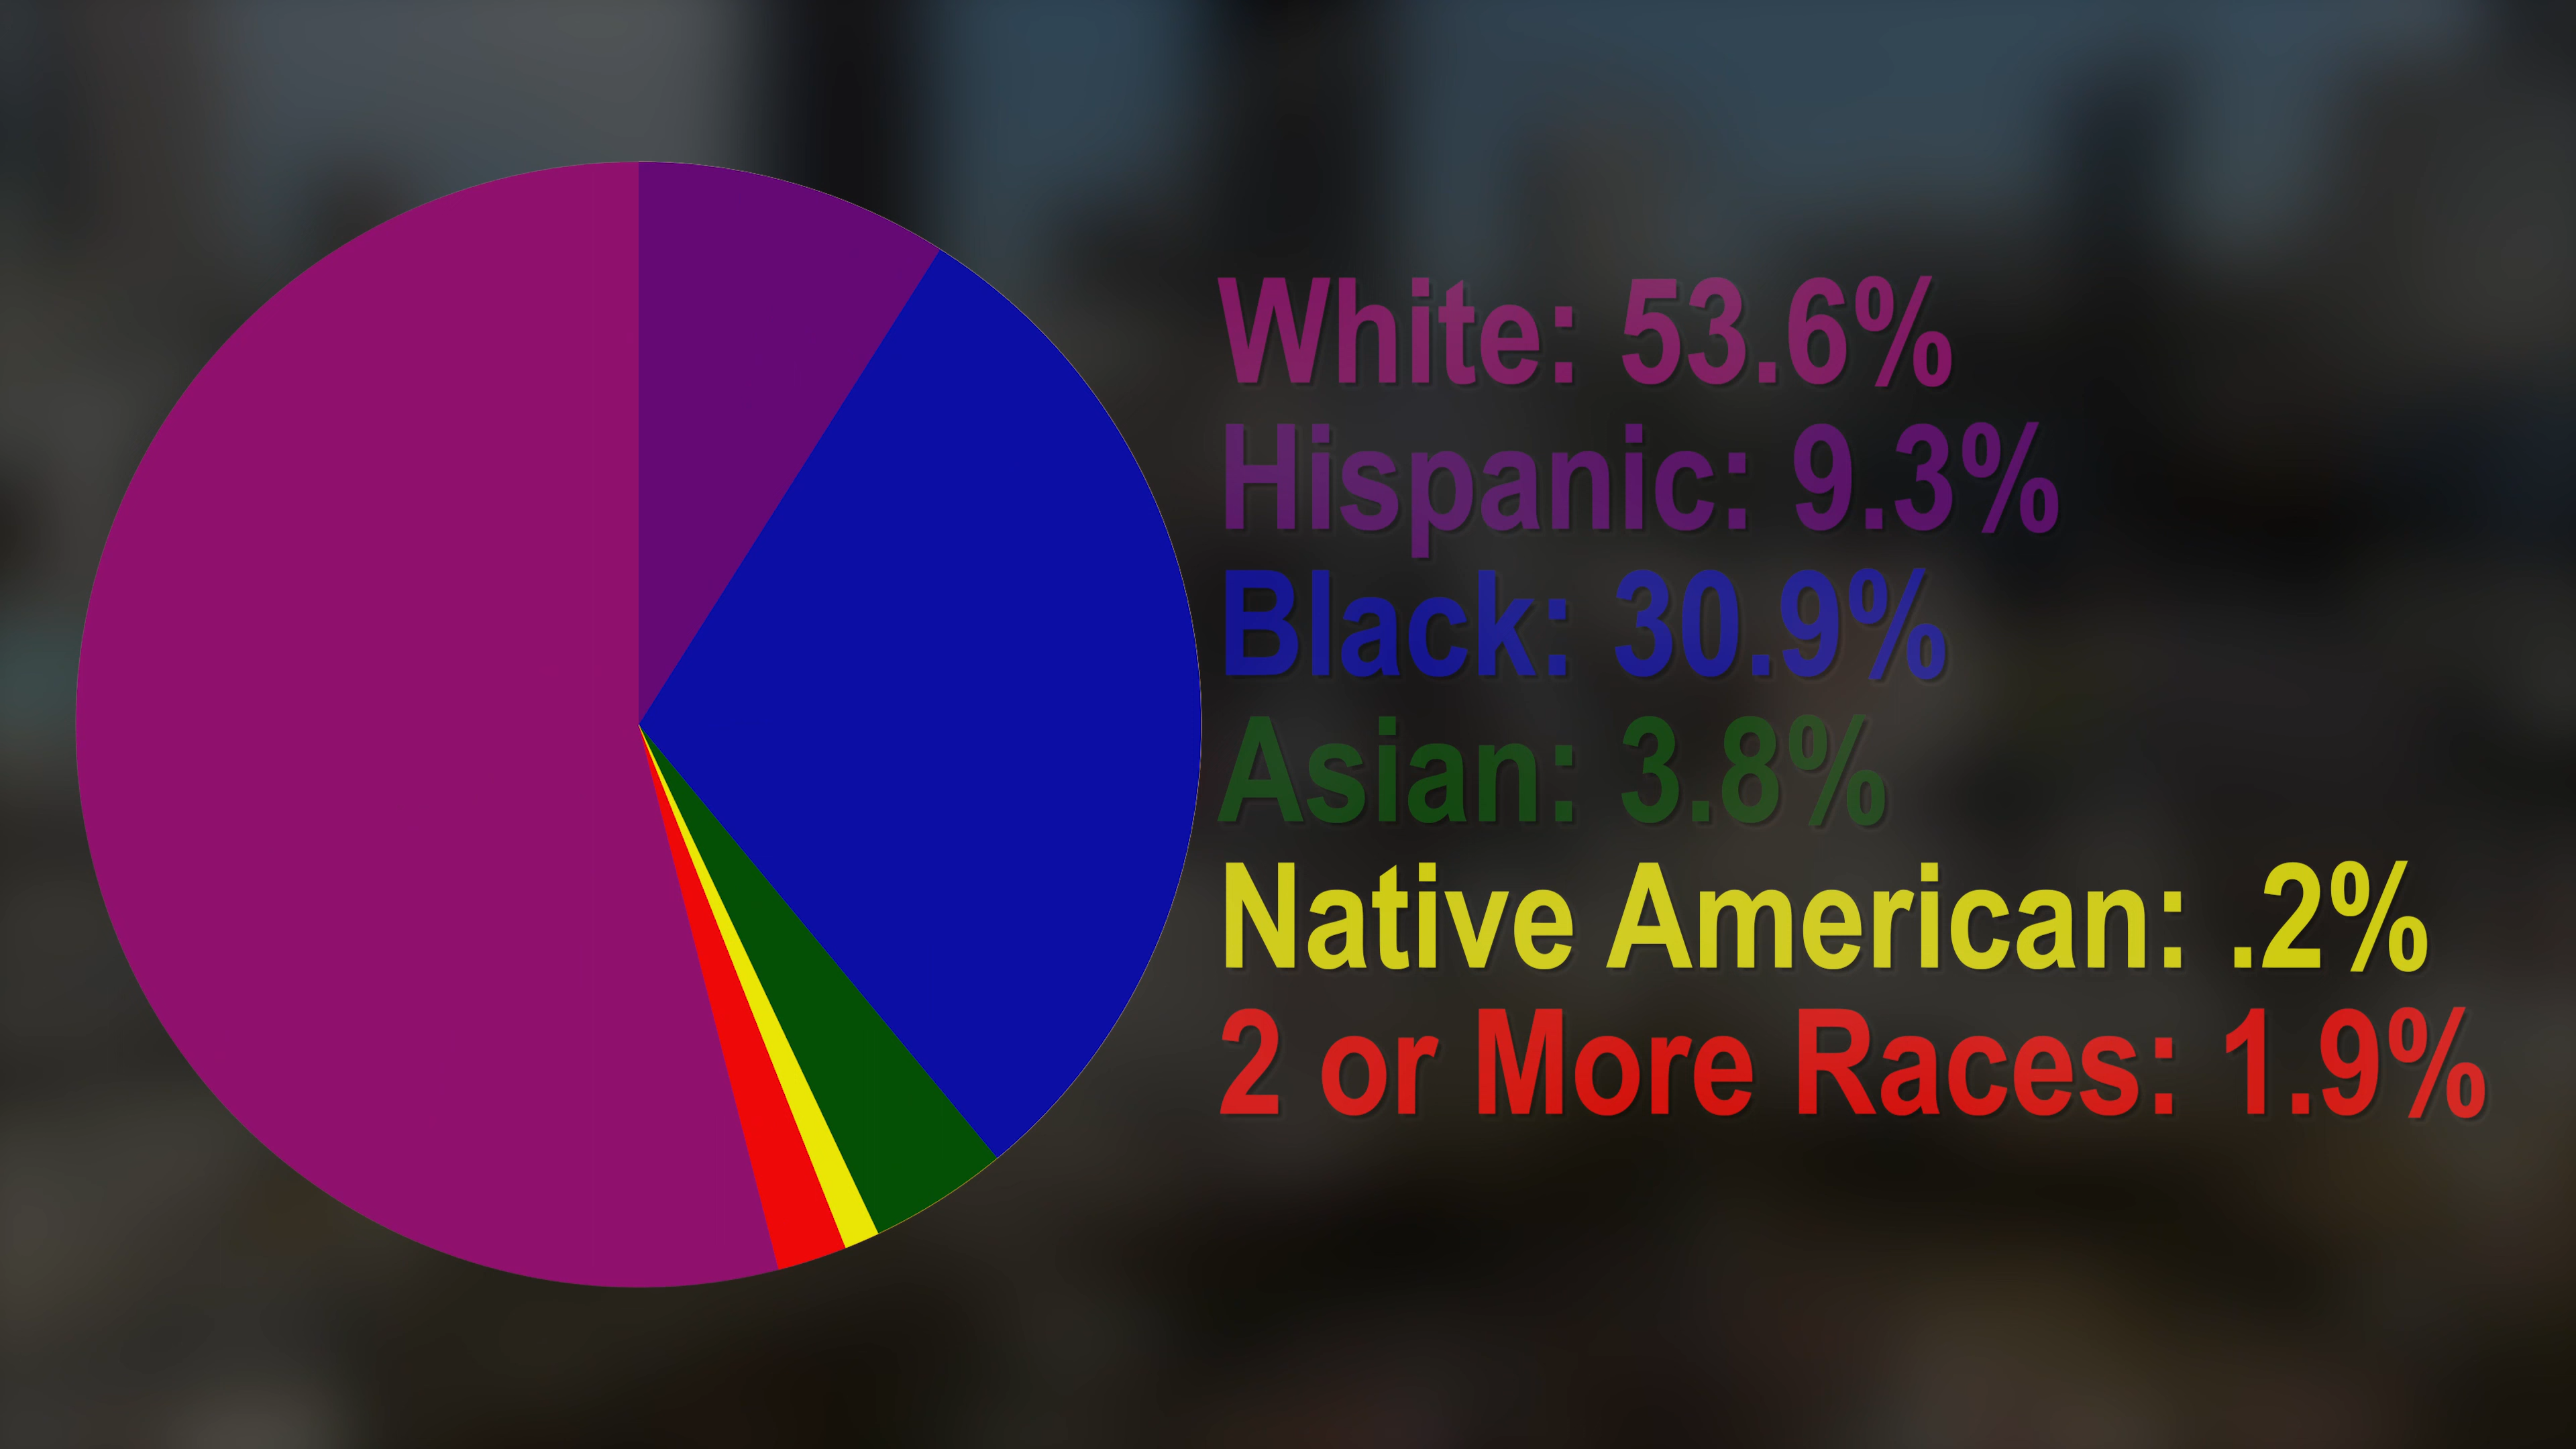 White: 53.6%
Hispanic: 9.3%
Black: 30.9%
Asian: 3.8%
Native American: .2%
2 or More Races: 1.9%